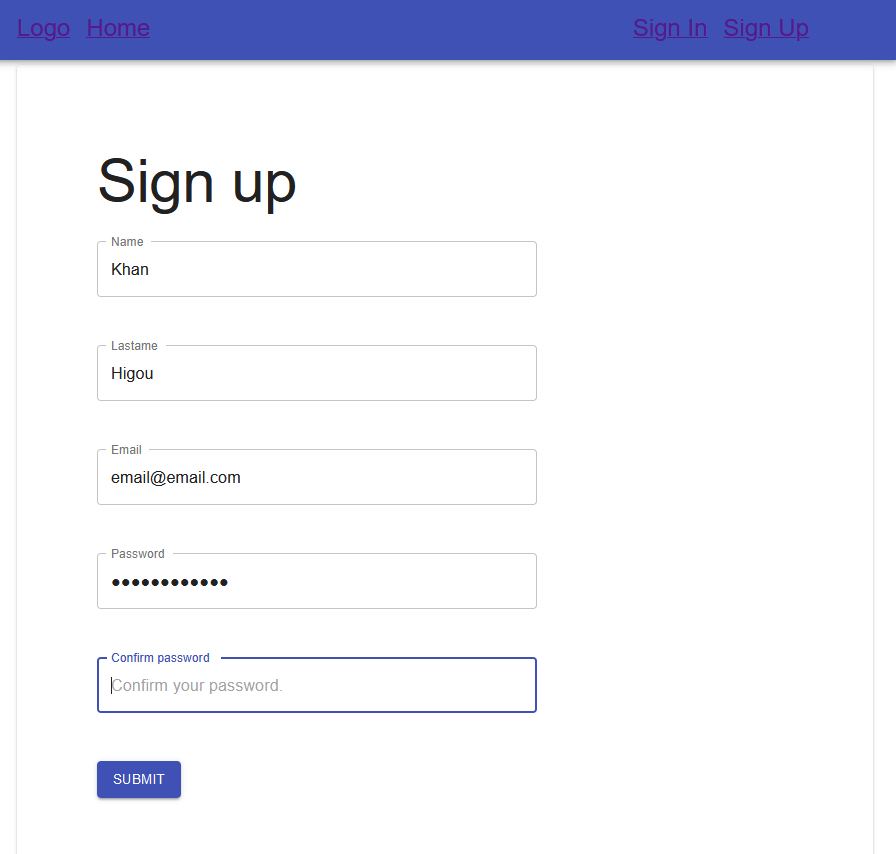 Logo Home Sign In Sign Up
Sign up
Name
Khan
Lastame
Higou
Email
email@email.com
Password
••••••••••••
Confirm password
Confirm your password.
SUBMIT